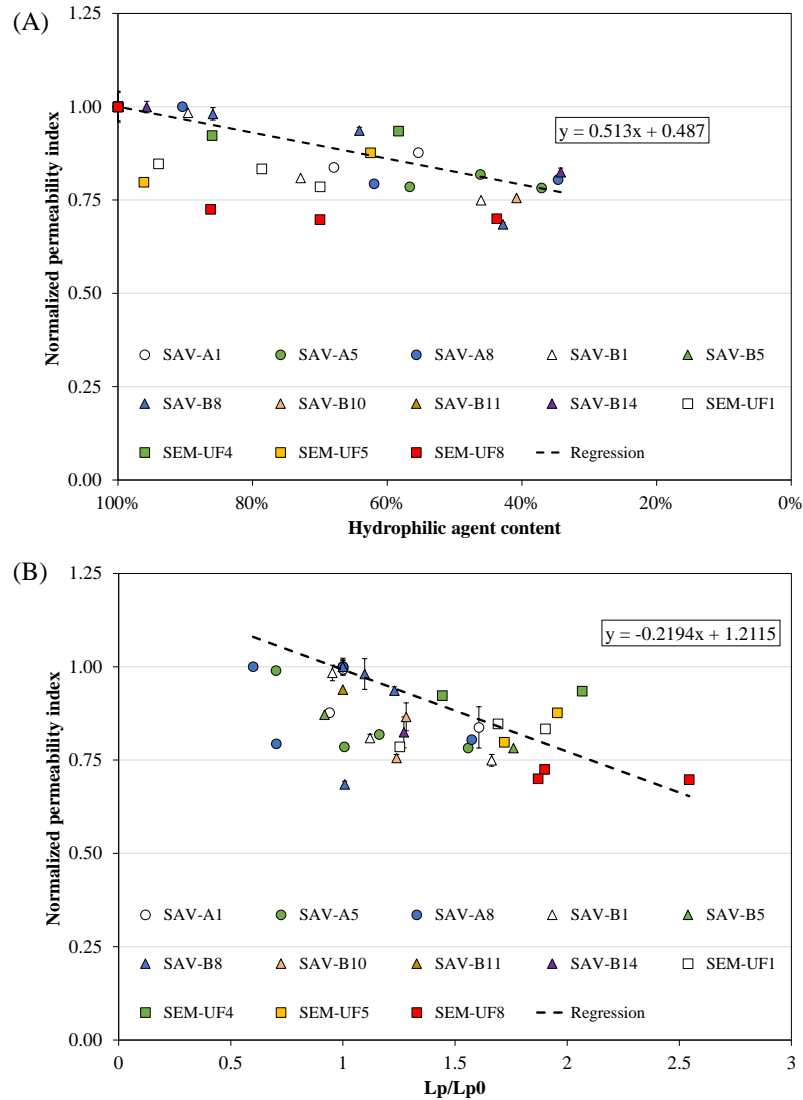 (A)
1.25
1.00
0.75
0.50
0.25
0.00
Normalized permeability index
y = 0.513x + 0.487
SAV-A1 SAV-A5 SAV-A8 SAV-B1 SAV-B5
SAV-B8 SAV-B10 SAV-B11 SAV-B14 SEM-UF1
SEM-UF4 SEM-UF5 SEM-UF8 Regression
100% 80% 60% 40% 20% 0%
Hydrophilic agent content
(B)
1.25
1.00
0.75
0.50
0.25
0.00
Normalized permeability index
y = -0.2194x + 1.2115
SAV-A1 SAV-A5 SAV-A8 SAV-B1 SAV-B5
SAV-B8 SAV-B10 SAV-B11 SAV-B14 SEM-UF1
SEM-UF4 SEM-UF5 SEM-UF8 Regression
0 0.5 1 1.5 2 2.5 3
Lp/Lp0